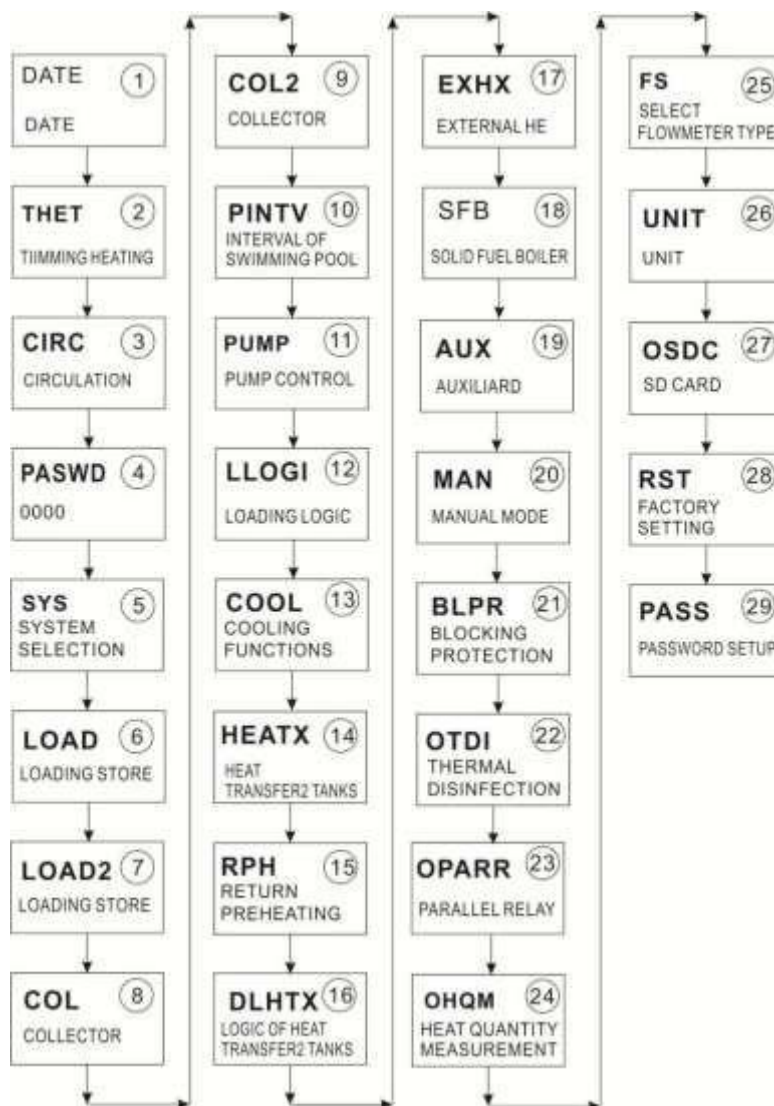 DATE 1
DATE
THET 2
TIIMMING HEATING
CIRC 3
CIRCULATION
PASWD 4
0000
SYS 5
SYSTEM
SELECTION
LOAD 6
LOADING STORE
LOAD2 7
LOADING STORE
COL 8
COLLECTOR
COL2 9
COLLECTOR
PINTV 10
INTERVAL OF
SWIMMING POOL
PUMP 11
PUMP CONTROL
LLOGI 12
LOADING LOGIC
COOL 13
COOLING
FUNCTIONS
HEATX 14
HEAT
TRANSFER2 TANKS
RPH 15
RETURN
PREHEATING
DLHTX 16
LOGIC OF HEAT
TRANSFER2 TANKS
EXHX 17
EXTERNAL HE
SFB 18
SOLID FUEL BOILER
AUX 19
AUXILIARD
MAN 20
MANUAL MODE
BLPR 21
BLOCKING
PROTECTION
OTDI 22
THERMAL
DISINFECTION
OPARR 23
PARALLEL RELAY
OHQM 24
HEAT QUANTITY
MEASUREMENT
FS 25
SELECT
FLOWMETER TYPE
UNIT 26
UNIT
OSDC 27
SD CARD
RST 28
FACTORY
SETTING
PASS 29
PASSWORD SETUP